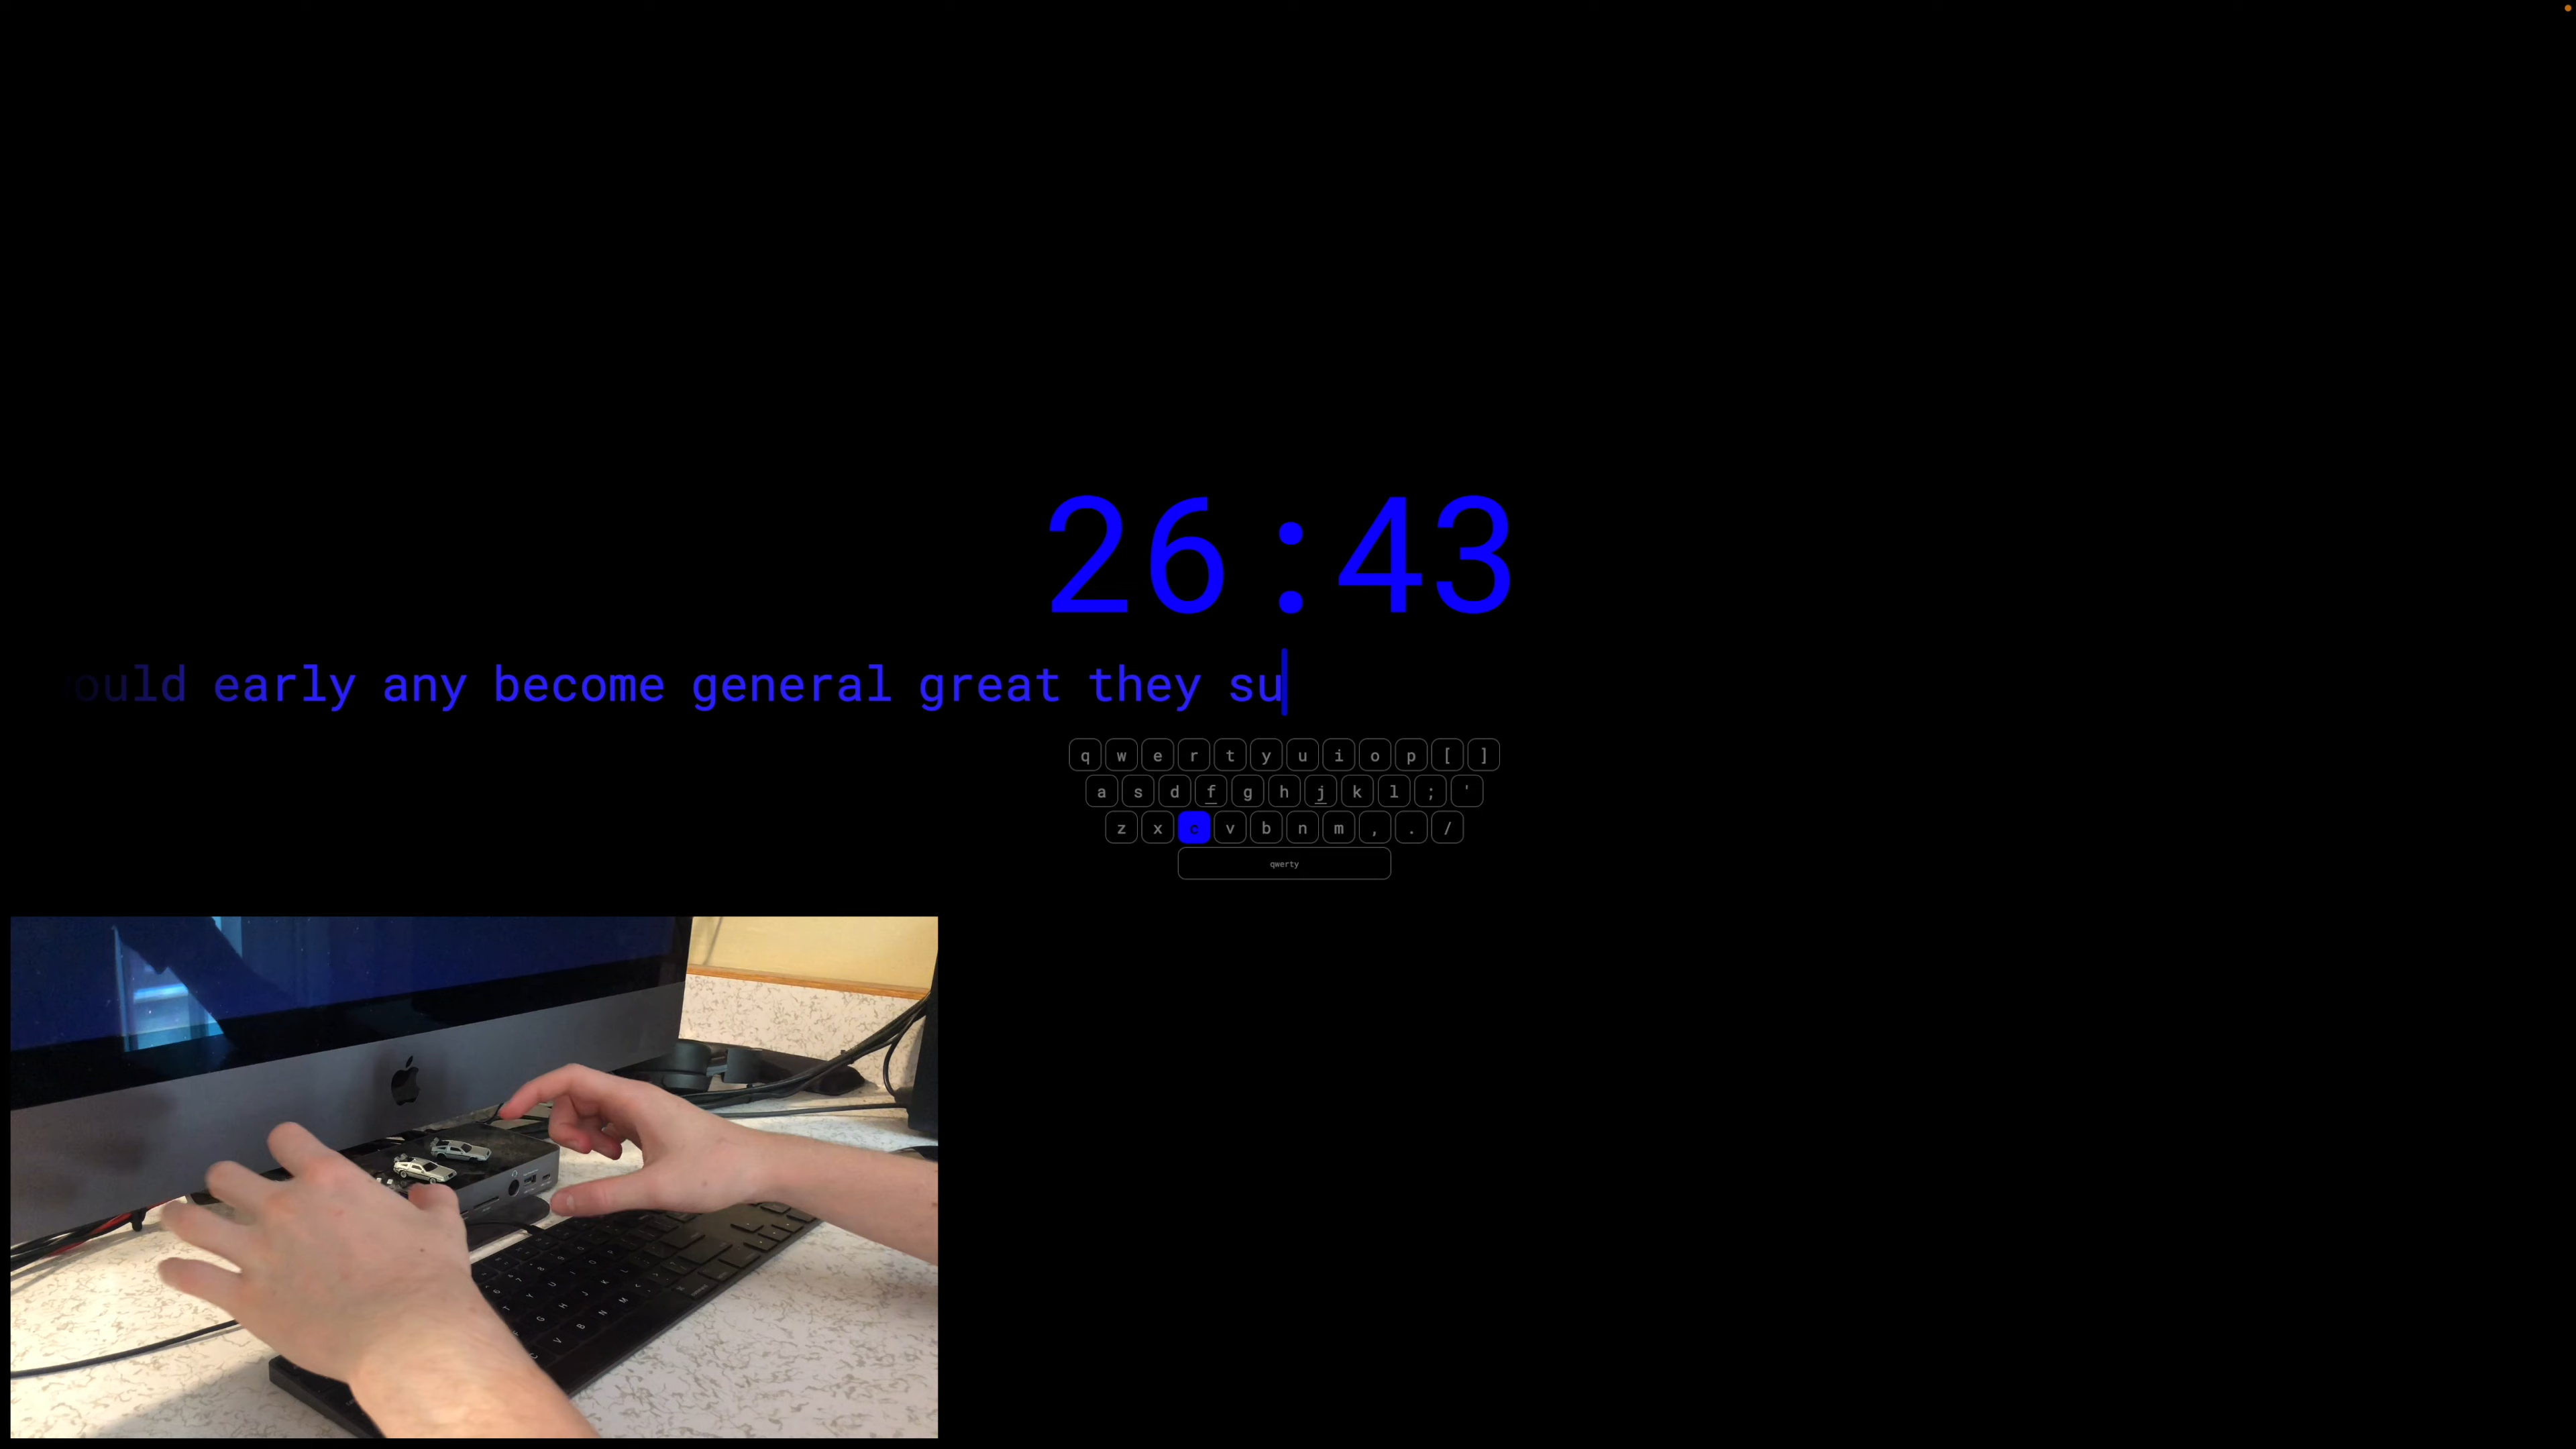 26:43
ould early any become general great they su
q w e r t y u i o p [ ]
a s d f g h j k l ; '
z x c v b n m , . /
qwerty